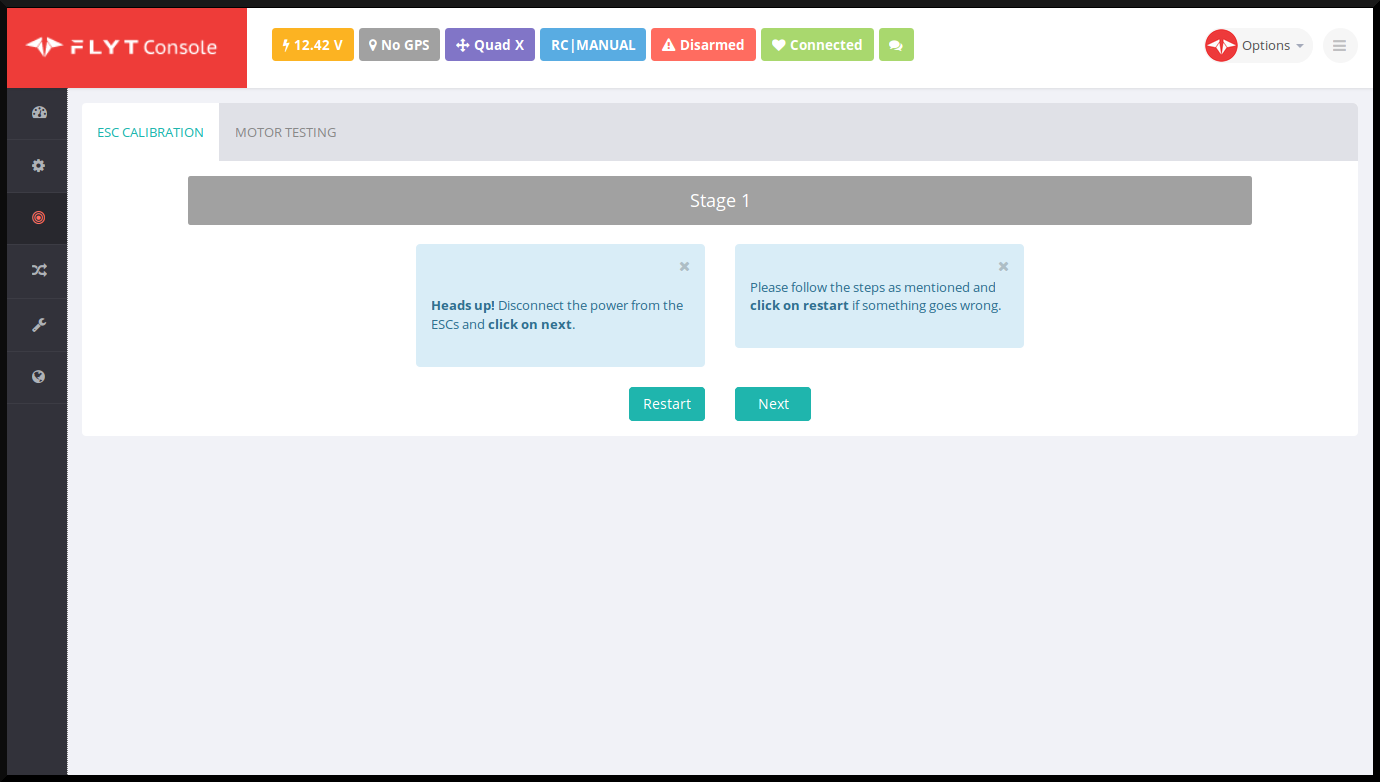 FLYT Console
12.42 V
No GPS
Quad X
RC|MANUAL
Disarmed
Connected
Options
ESC CALIBRATION
MOTOR TESTING
Stage 1
Heads up! Disconnect the power from the
ESCs and click on next.
Please follow the steps as mentioned and
click on restart if something goes wrong.
Restart
Next